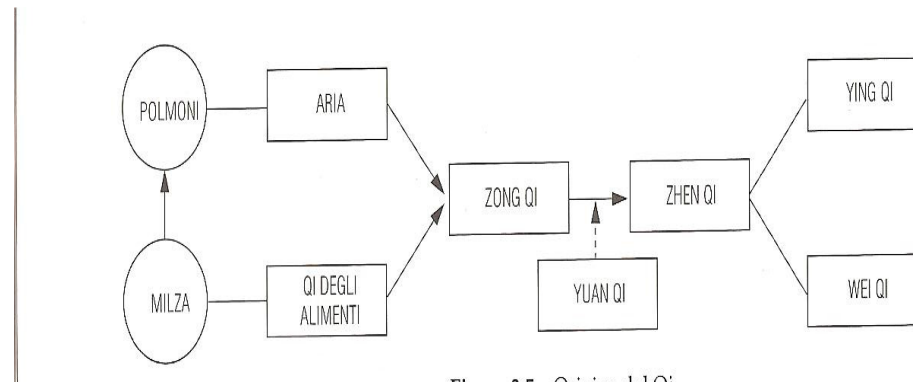 POLMONI
ARIA
YING QI
ZONG QI
ZHEN QI
MILZA
QI DEGLI
ALIMENTI
YUAN QI
WEI QI